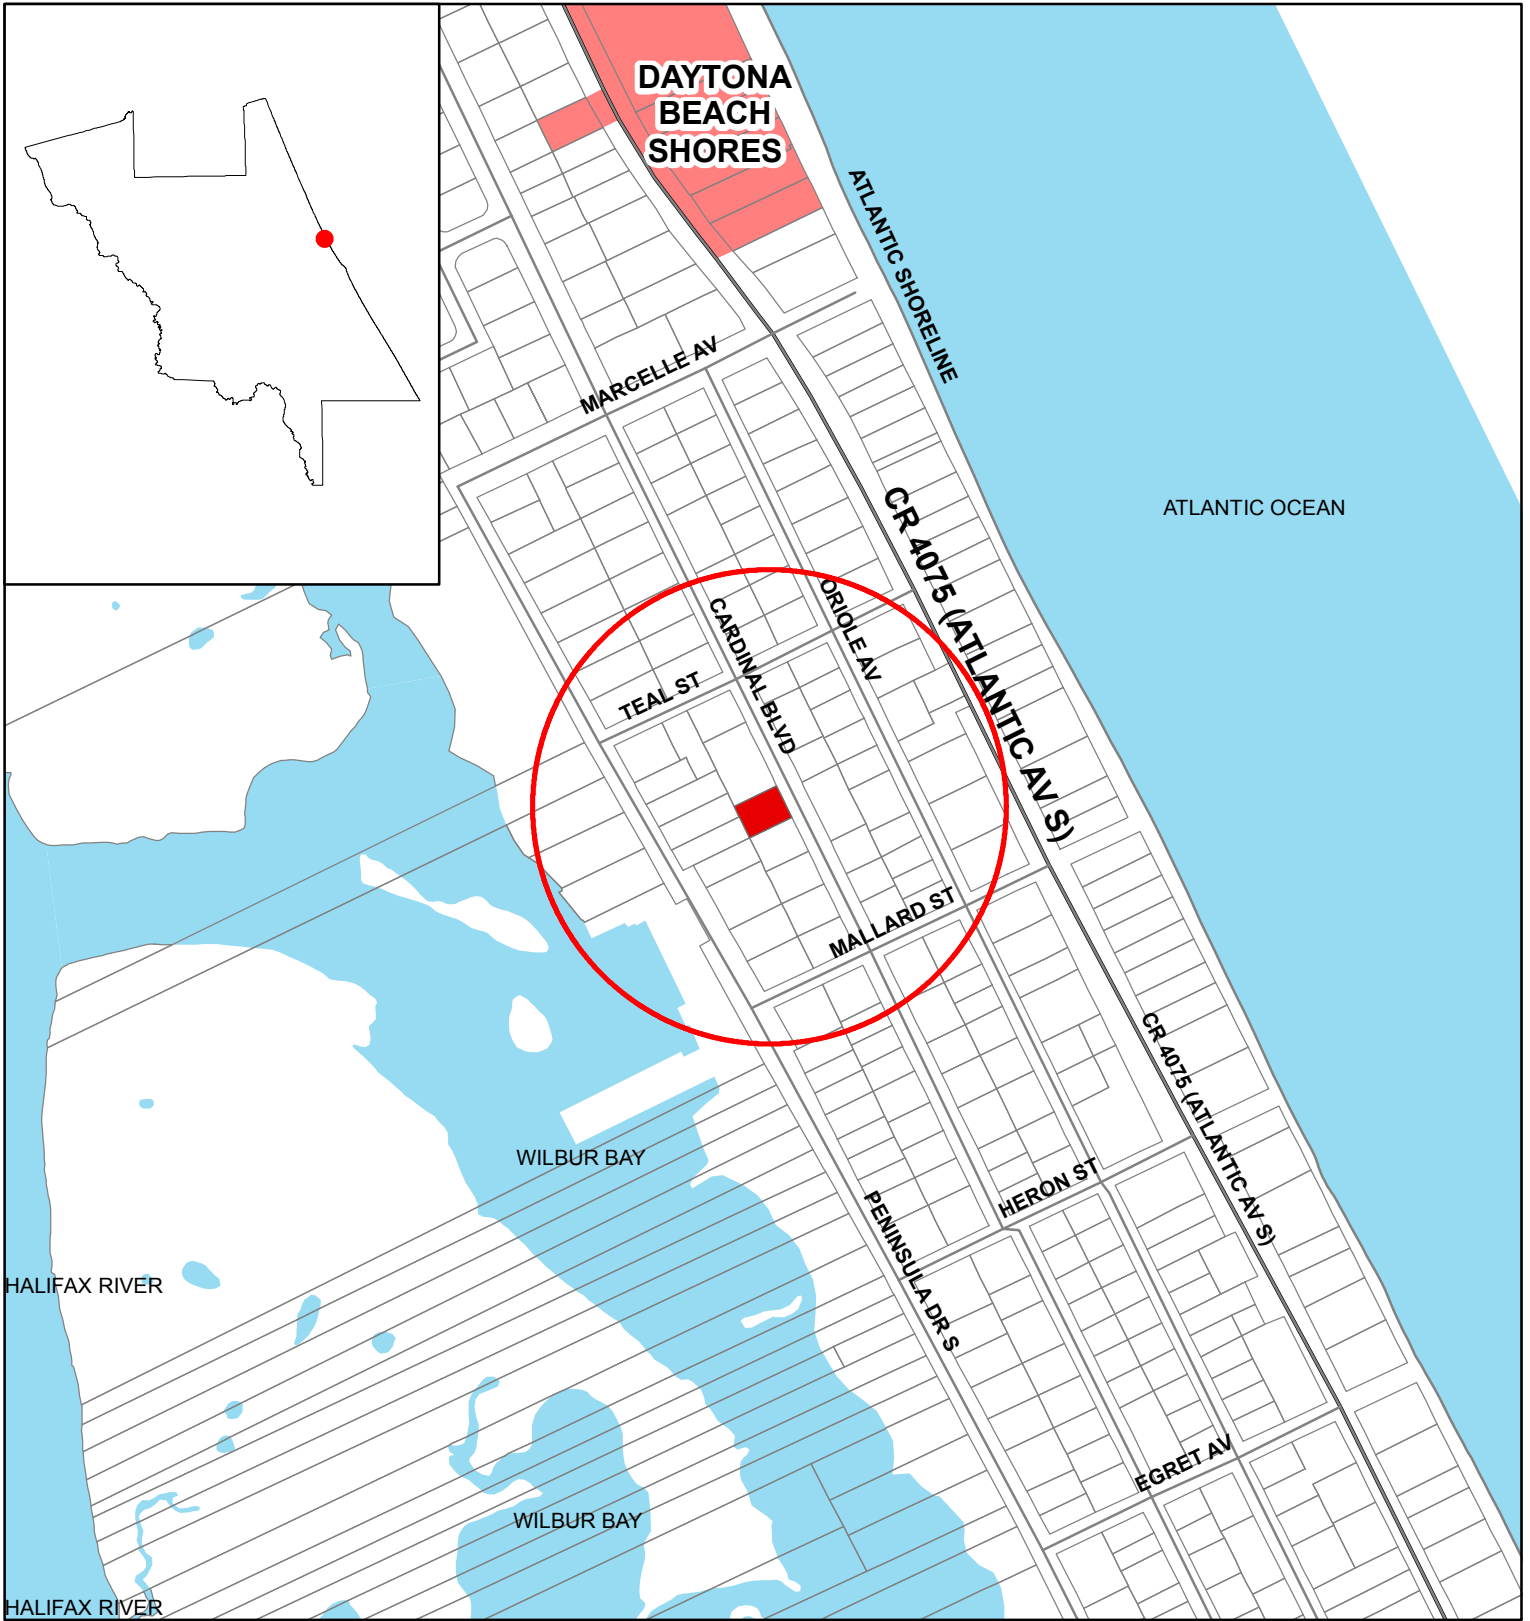 DAYTONA
BEACH
SHORES
ATLANTIC SHORELINE
MARCELLE AV
ATLANTIC OCEAN
CR 4075 (ATLANTIC AV S)
ORIOLE AV
CARDINAL BLVD
TEAL ST
MALLARD ST
CR 4075 (ATLANTIC AV S)
WILBUR BAY
HERON ST
PENINSULA DR S
HALIFAX RIVER
EGRET AV
WILBUR BAY
HALIFAX RIVER